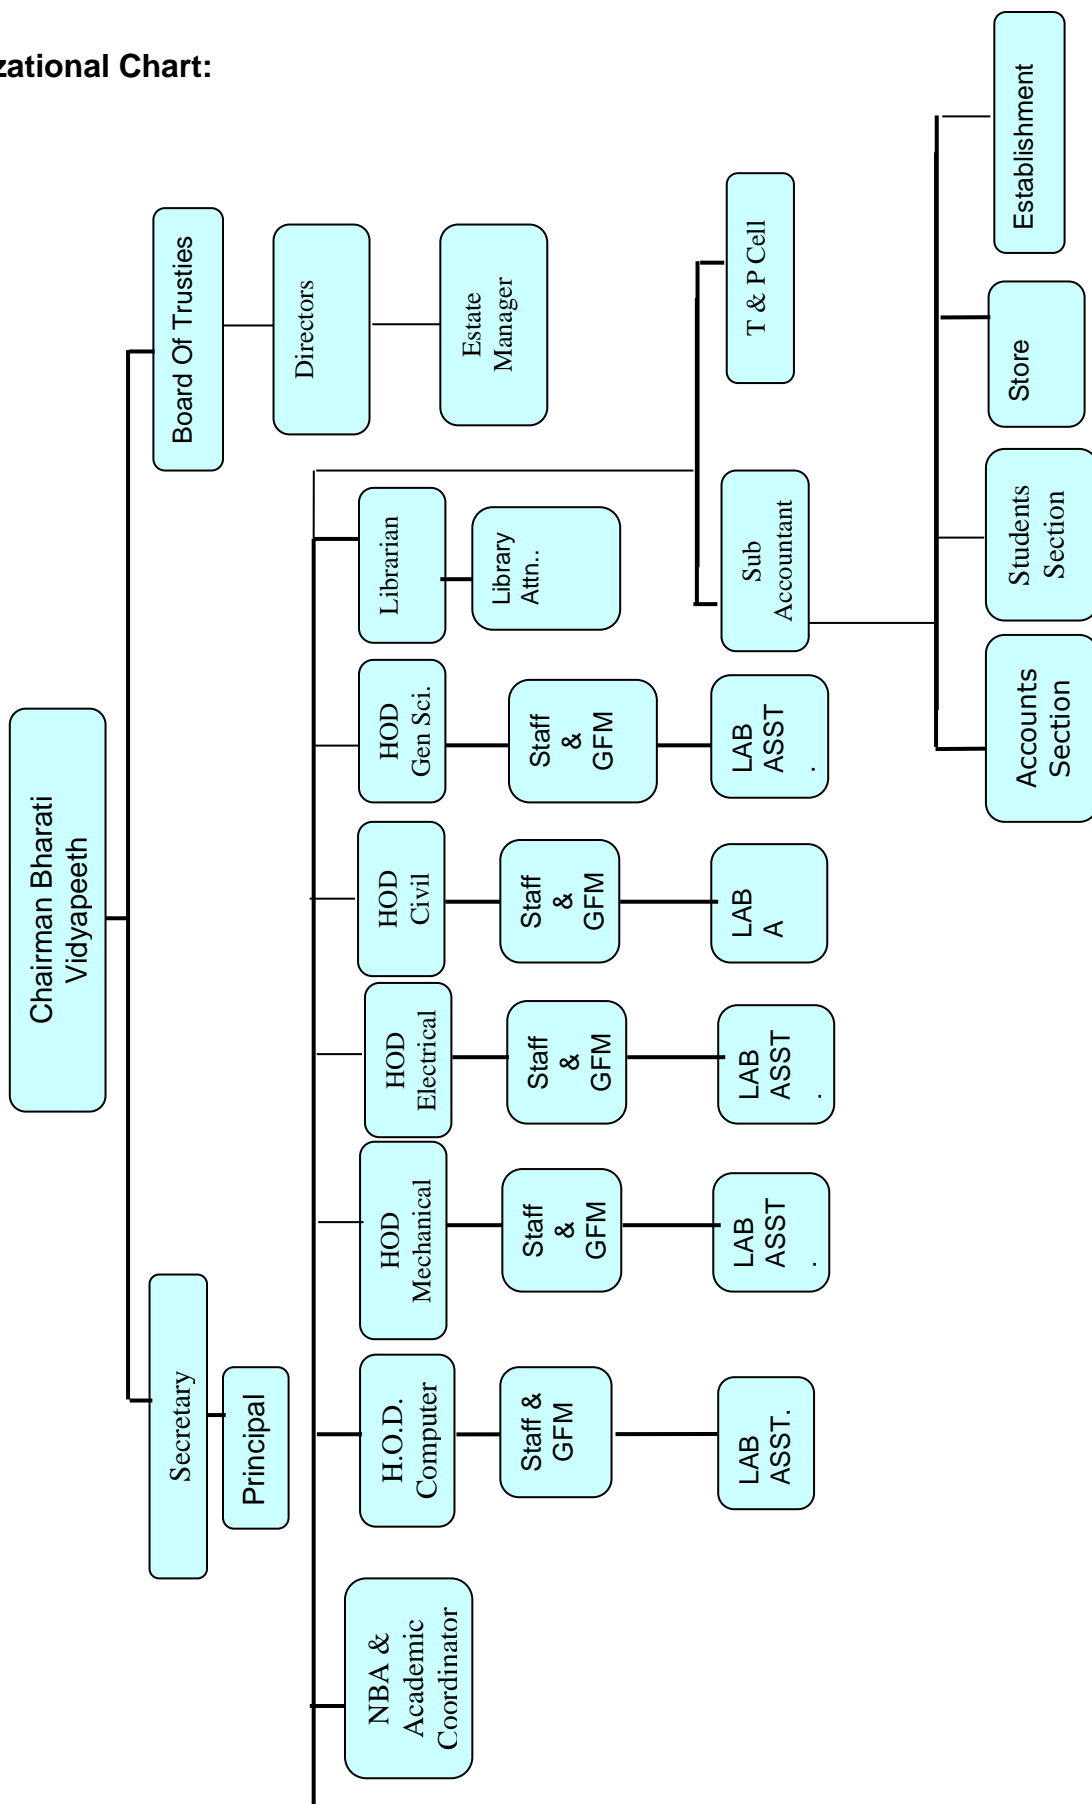 zational Chart:
Chairman Bharati
Vidyapeeth
Secretary
Board Of Trusties
Principal
Directors
Estate
Manager
NBA &
Academic
Coordinator
H.O.D.
Computer
HOD
Mechanical
HOD
Electrical
HOD
Civil
HOD
Gen Sci.
Librarian
Staff &
GFM
Staff
&
GFM
Staff
&
GFM
Staff
&
GFM
Staff
&
GFM
Library
Attn..
LAB
ASST.
LAB
ASST
.
LAB
ASST
.
LAB
A
LAB
ASST
.
Sub
Accountant
T & P Cell
Accounts
Section
Students
Section
Store
Establishment